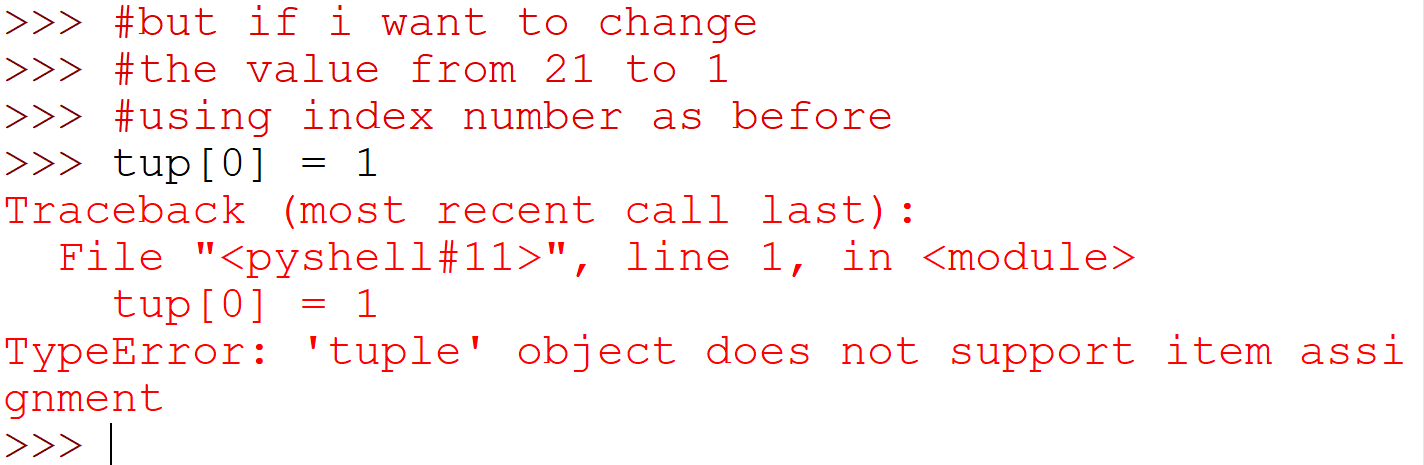 >>> #but if i want to change
>>> #the value from 21 to 1
>>> #using index number as before
>>> tup[0] = 1
Traceback (most recent call last):
  File "<pyshell#11>", line 1, in <module>
    tup[0] = 1
TypeError: 'tuple' object does not support item assi
gnment
>>>